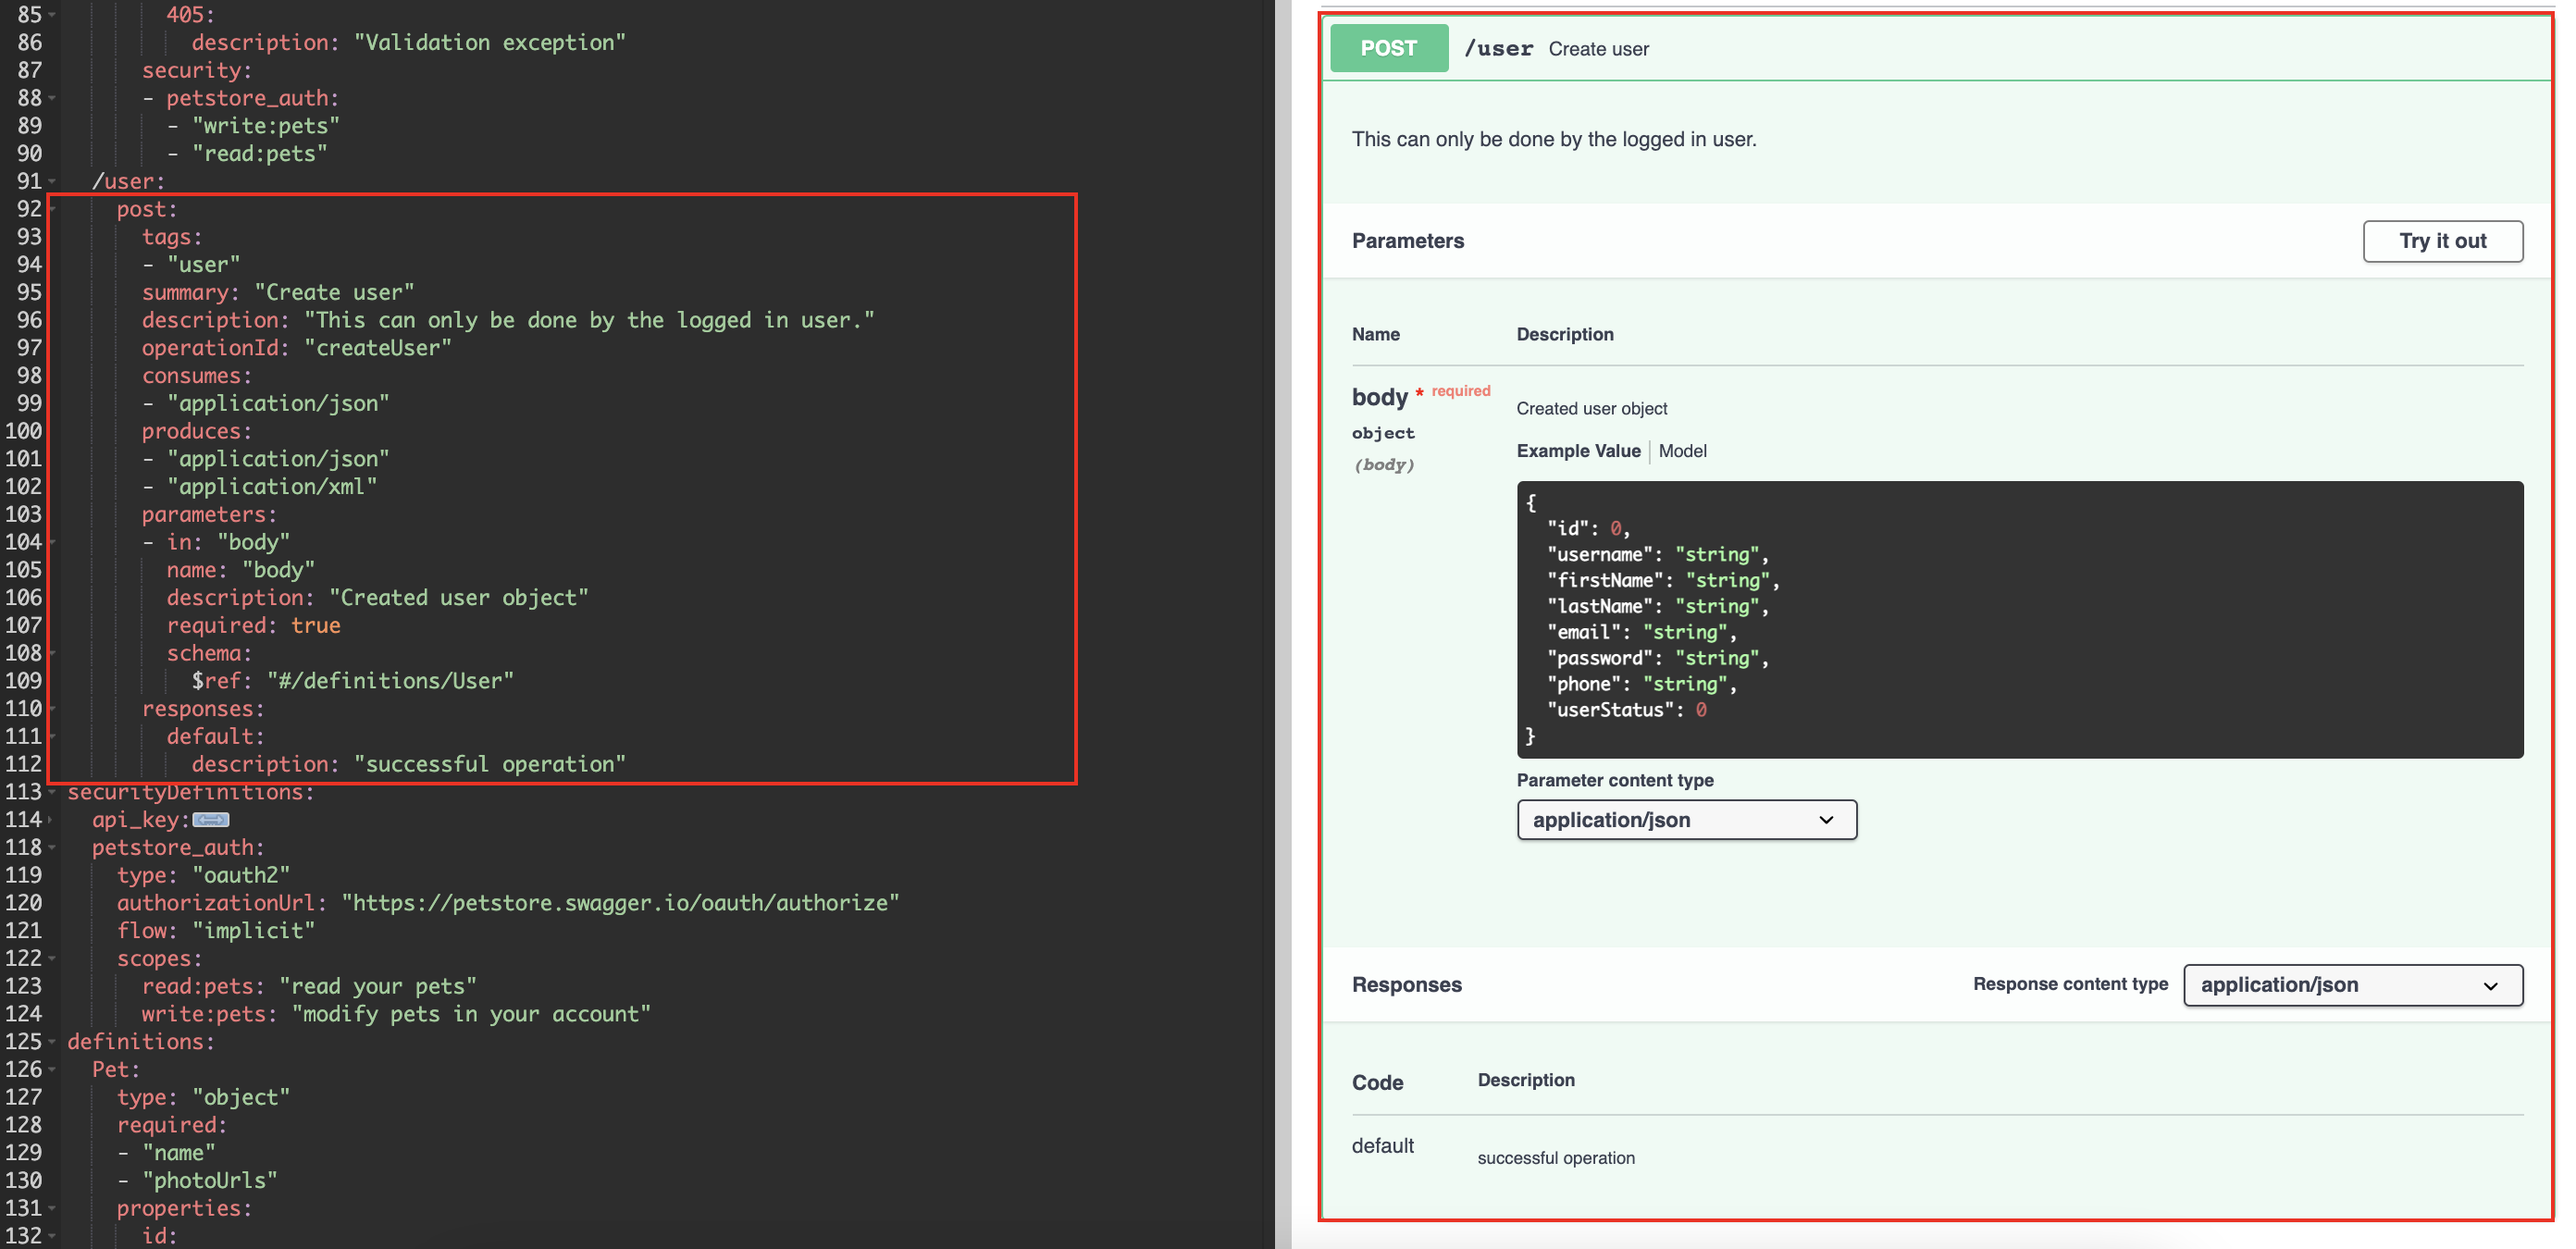 85 405:
86 description: "Validation exception"
87 security:
88 - petstore_auth:
89 - "write:pets"
90 - "read:pets"
91 /user:
92 post:
93 tags:
94 - "user"
95 summary: "Create user"
96 description: "This can only be done by the logged in user."
97 operationId: "createUser"
98 consumes:
99 - "application/json"
100 produces:
101 - "application/json"
102 - "application/xml"
103 parameters:
104 - in: "body"
105 name: "body"
106 description: "Created user object"
107 required: true
108 schema:
109 $ref: "#/definitions/User"
110 responses:
111 default:
112 description: "successful operation"
113 securityDefinitions:
114 api_key:
118 petstore_auth:
119 type: "oauth2"
120 authorizationUrl: "https://petstore.swagger.io/oauth/authorize"
121 flow: "implicit"
122 scopes:
123 read:pets: "read your pets"
124 write:pets: "modify pets in your account"
125 definitions:
126 Pet:
127 type: "object"
128 required:
129 - "name"
130 - "photoUrls"
131 properties:
132 id:
POST /user Create user
This can only be done by the logged in user.
Parameters Try it out
Name Description
body * required
object
(body)
Created user object
Example Value | Model
{
"id": 0,
"username": "string",
"firstName": "string",
"lastName": "string",
"email": "string",
"password": "string",
"phone": "string",
"userStatus": 0
}
Parameter content type
application/json
Responses Response content type application/json
Code Description
default successful operation